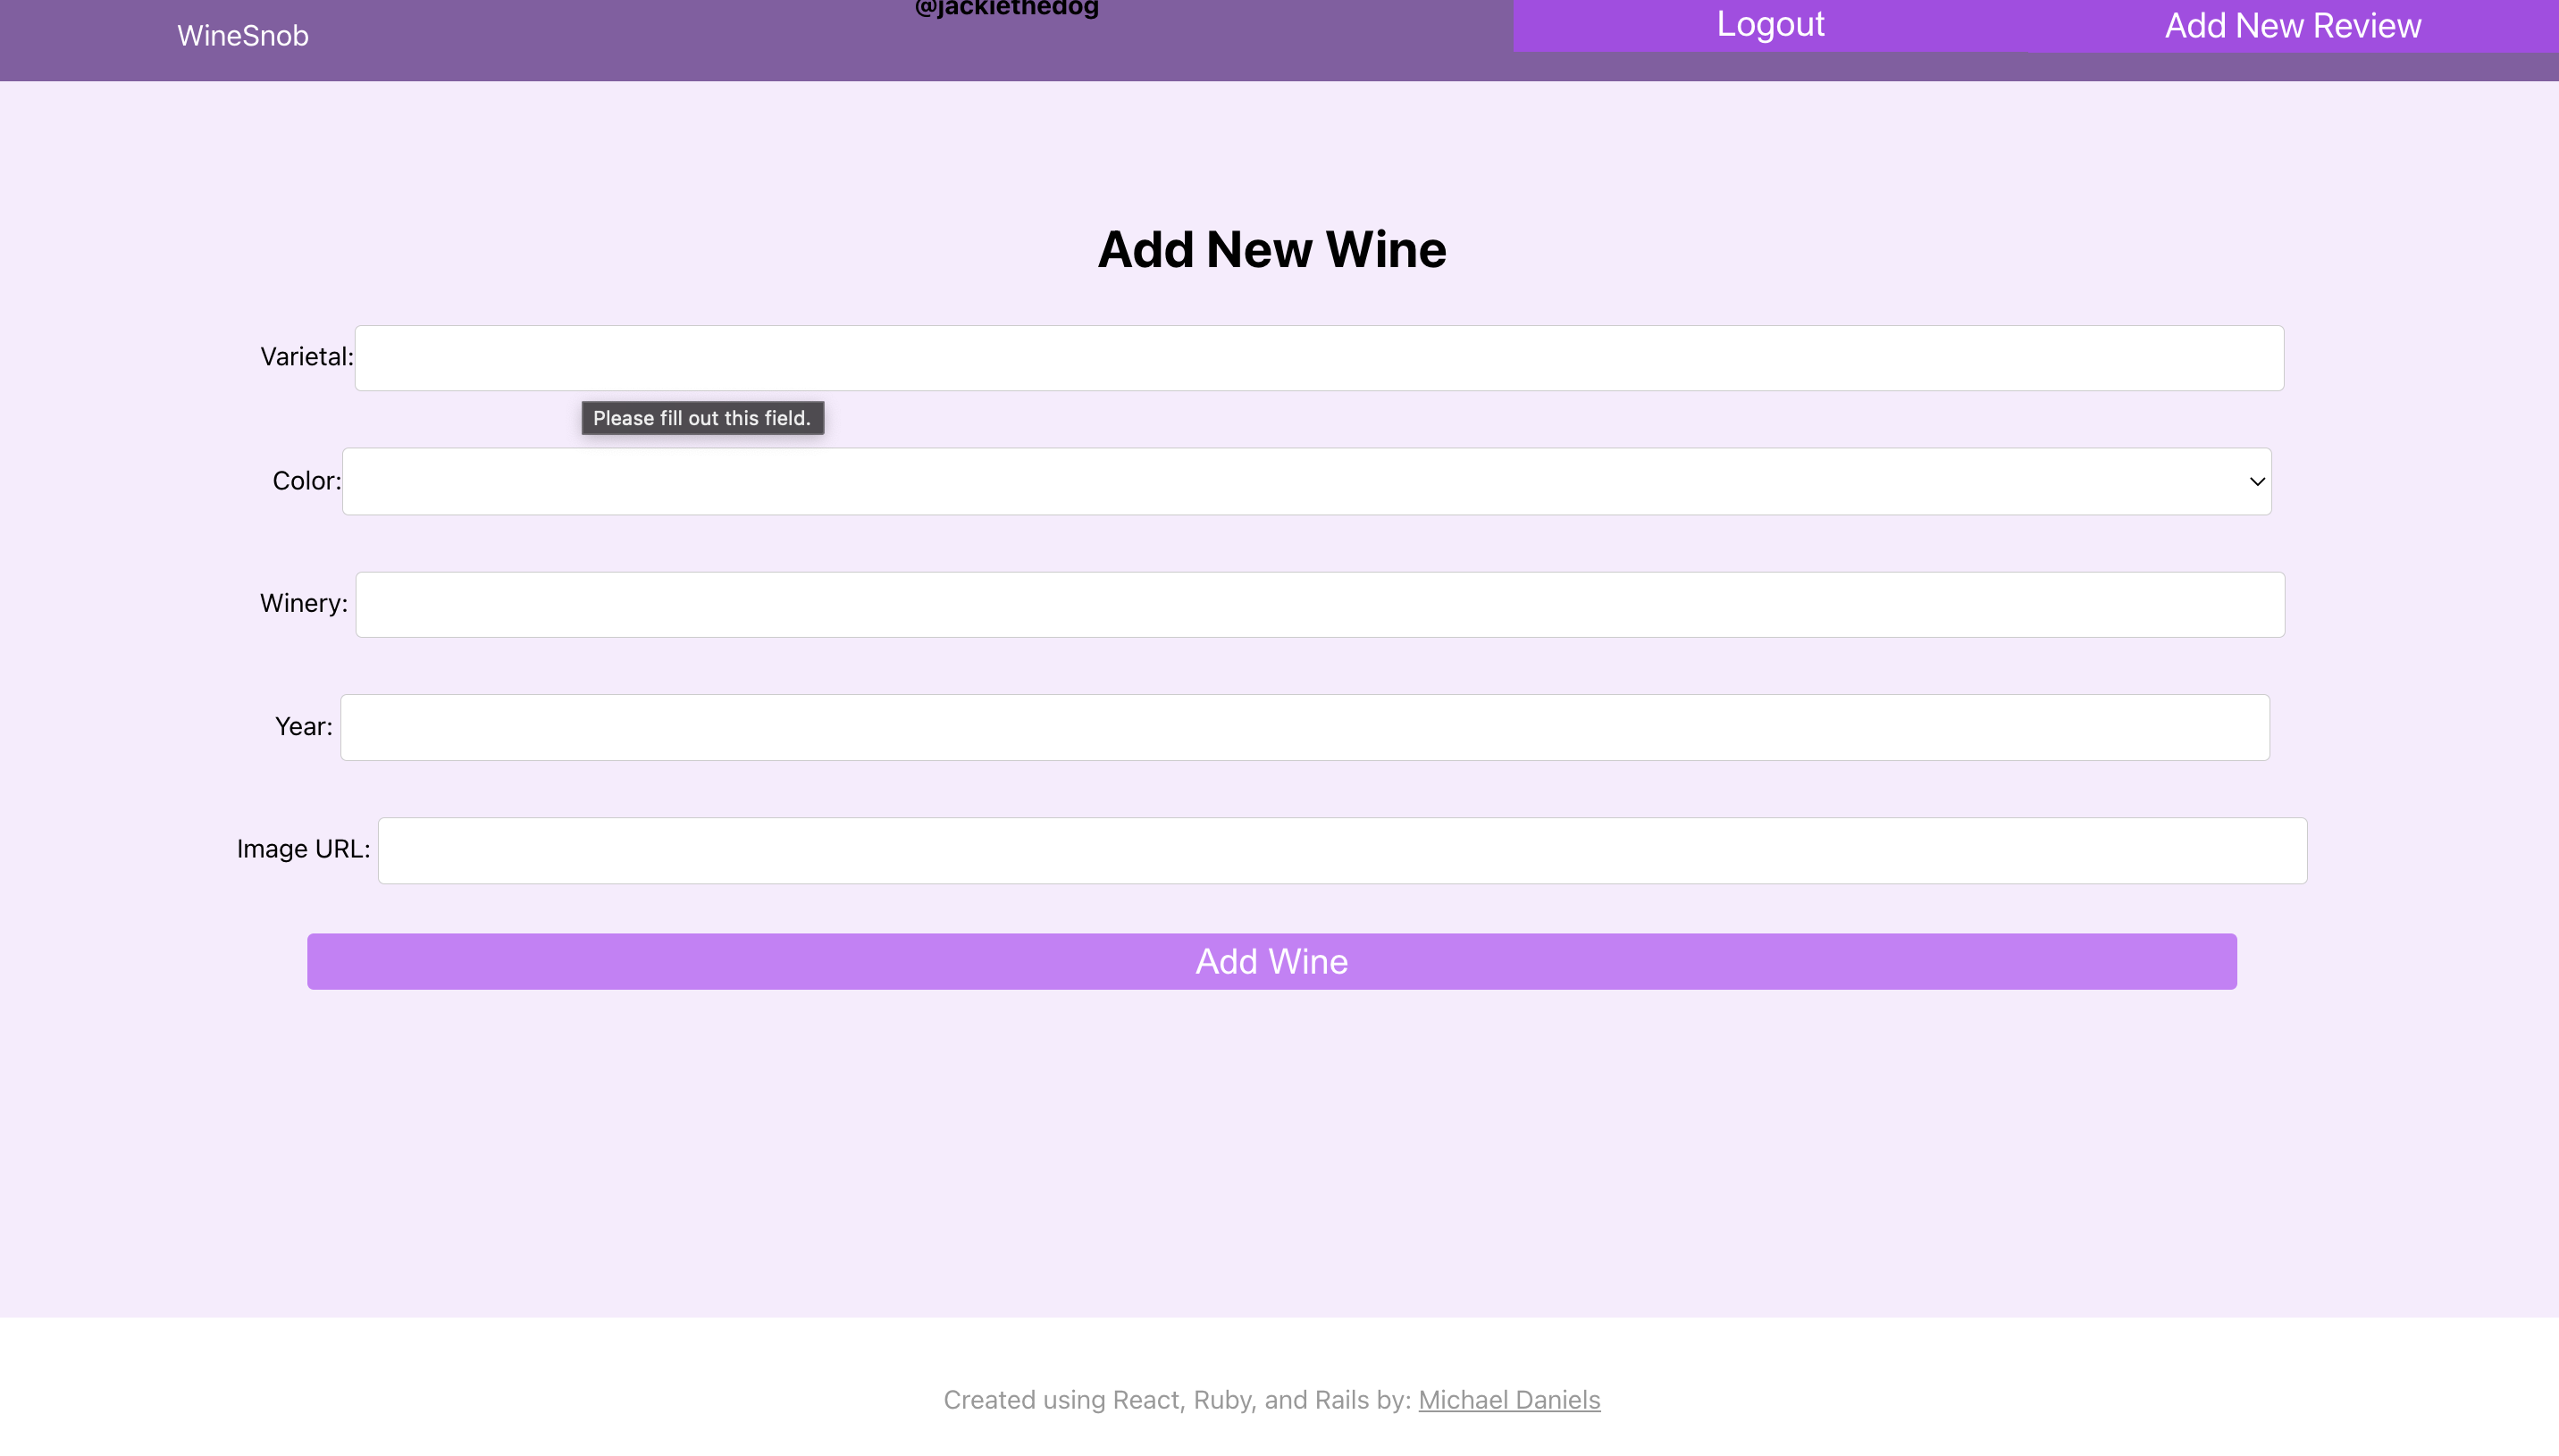 @jackiethedog
WineSnob
Logout
Add New Review
Add New Wine
Varietal:
Please fill out this field.
Color:
Winery:
Year:
Image URL:
Add Wine
Created using React, Ruby, and Rails by: Michael Daniels